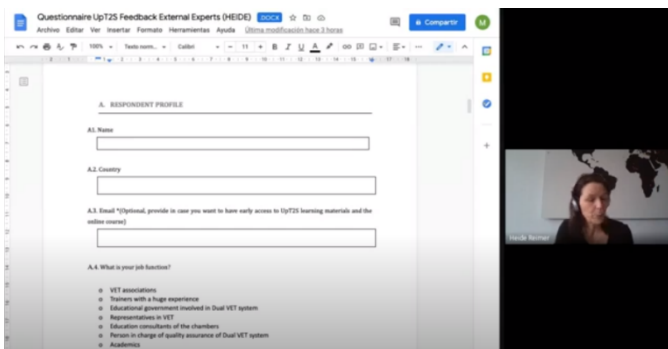 Questionnaire UpT2S Feedback External Experts (HEIDE) .DOCX
Compartir
M
Archivo Editar Ver Insertar Formato Herramientas Ayuda Última modificación hace 3 horas
100% Texto norm... Calibri 11 B I U A
A. RESPONDENT PROFILE
A1. Name
A.2. Country
A.3. Email *(Optional, provide in case you want to have early access to UpT2S learning materials and the
online course)
A.4. What is your job function?
VET associations
Trainers with a huge experience
Educational government involved in Dual VET system
Representatives in VET
Education consultants of the chambers
Person in charge of quality assurance of Dual VET system
Academics
Heide Reimer